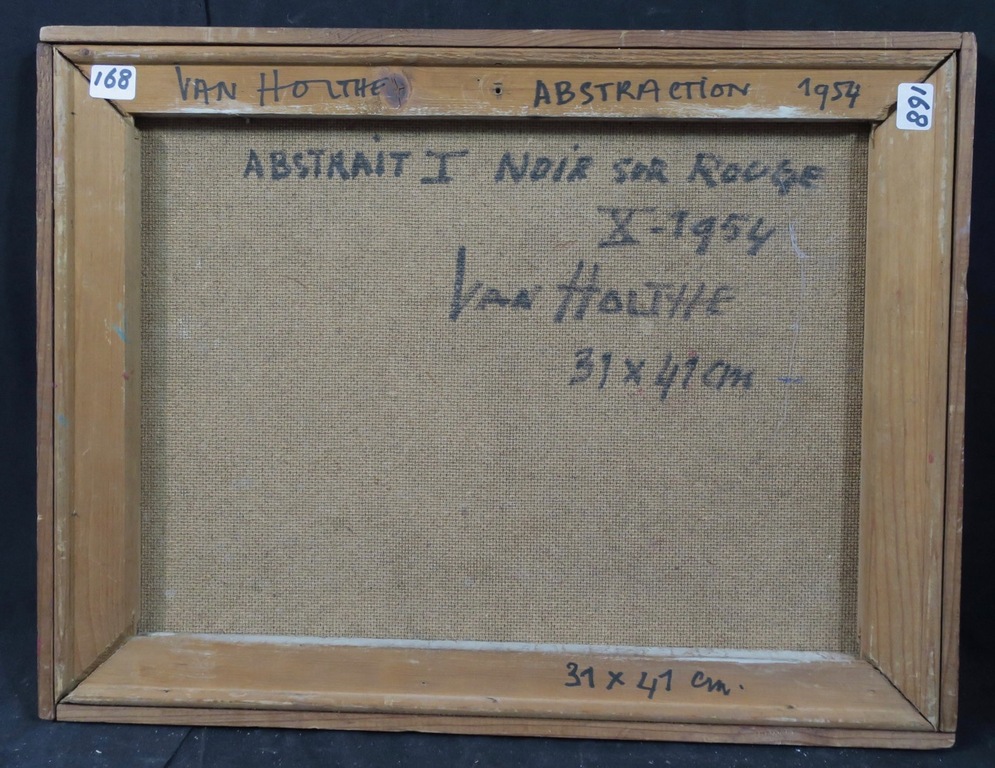 168 VAN HOLTHE ABSTRACTION 1954 168
ABSTRAIT I NOIR SUR ROUGE
X-1954
VAN HOLTHE
31 x 41 cm
31 x 41 cm.